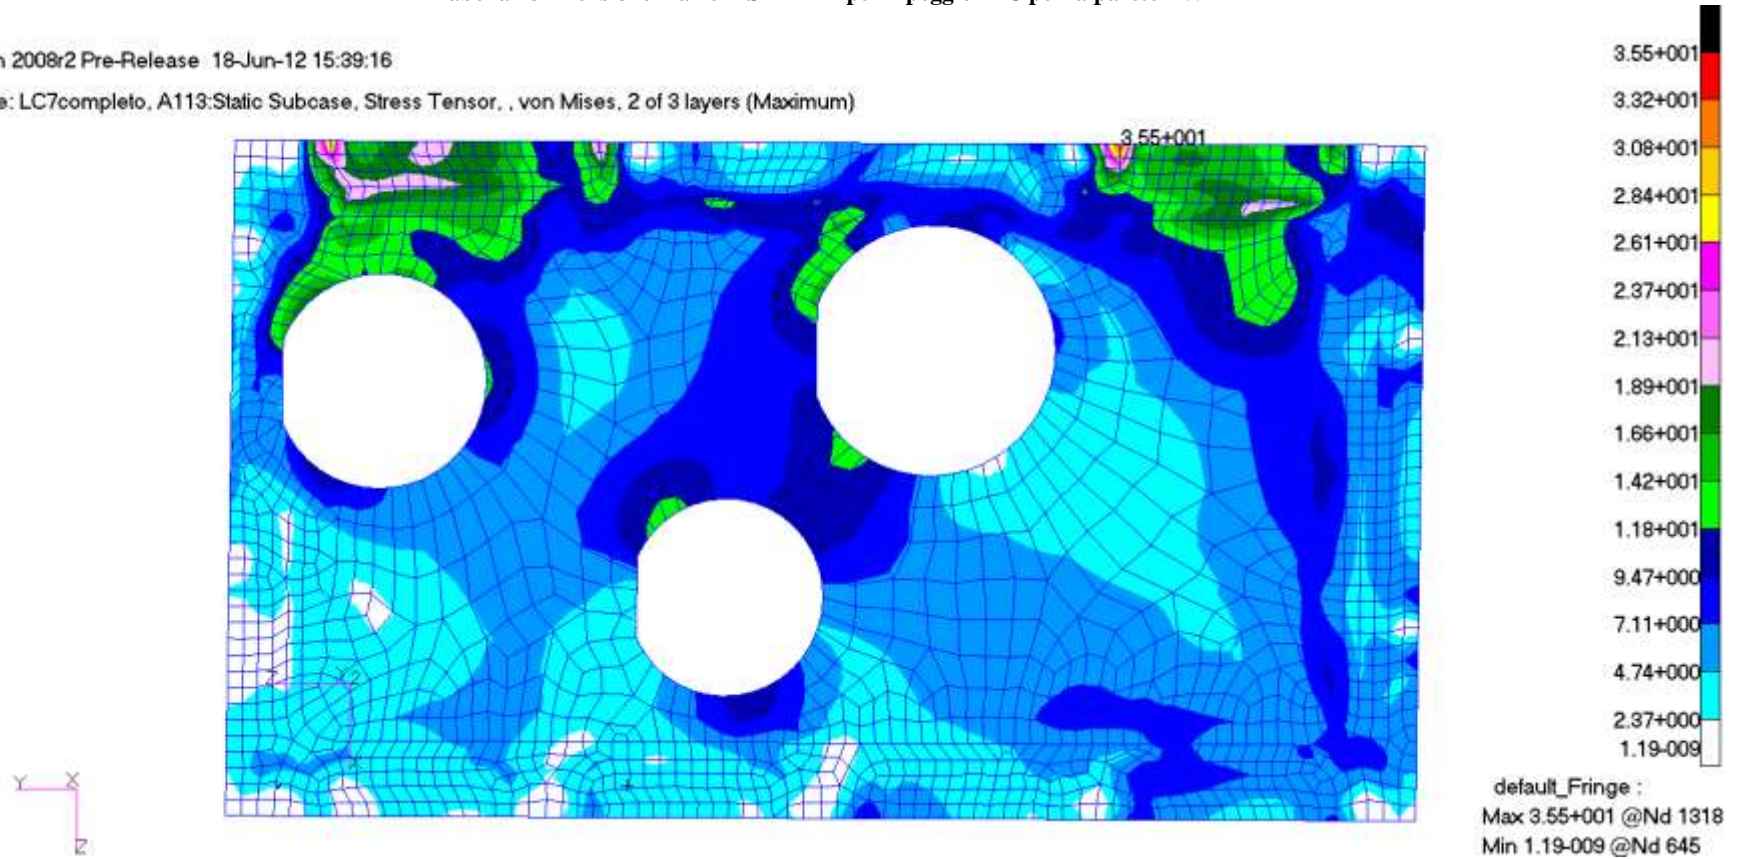 2008r2 Pre-Release 18-Jun-12 15:39:16
LC7completo, A113:Static Subcase, Stress Tensor, , von Mises, 2 of 3 layers (Maximum)
3.55+001
3.55+001
3.32+001
3.08+001
2.84+001
2.61+001
2.37+001
2.13+001
1.89+001
1.66+001
1.42+001
1.18+001
9.47+000
7.11+000
4.74+000
2.37+000
1.19-009
Y X
Z
default_Fringe :
Max 3.55+001 @Nd 1318
Min 1.19-009 @Nd 645